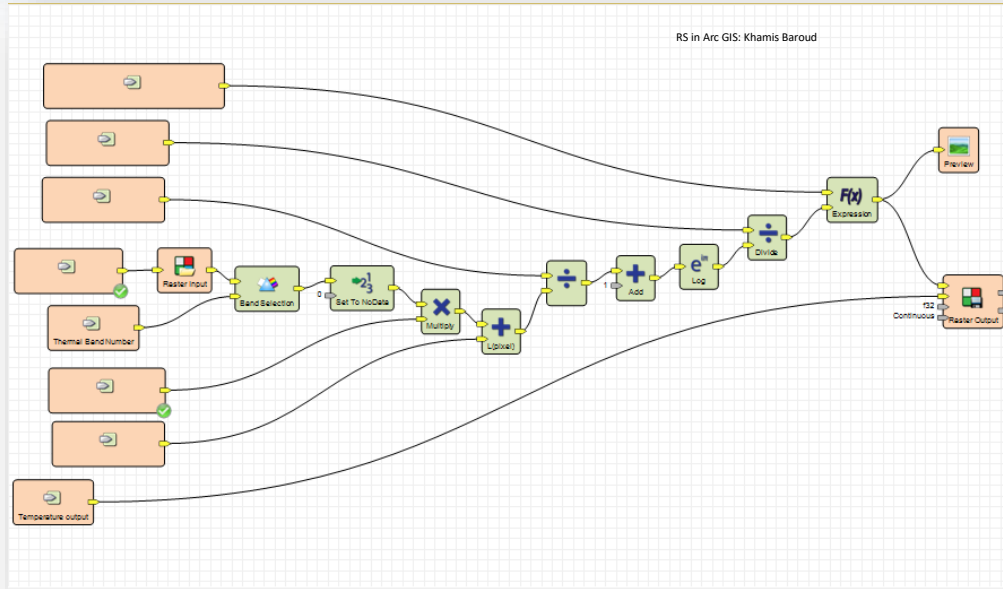 RS in Arc GIS: Khamis Baroud
Preview
F(x)
Expression
Divide
Raster Input
Band Selection
0
Set To NoData
1
Add
e^ln
Log
Multiply
L(pixel)
f32
Continuous
Raster Output
Thermal Band Number
Temperature output